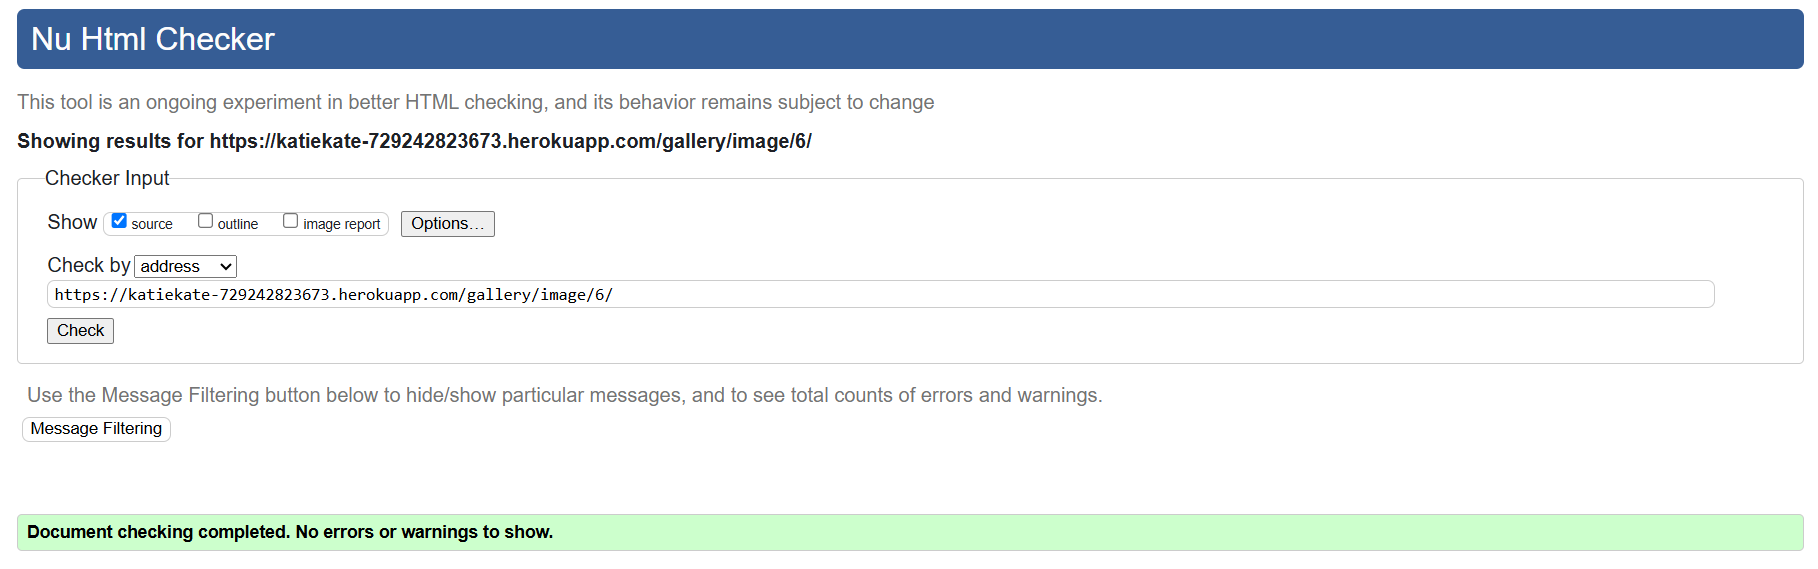 Nu Html Checker
This tool is an ongoing experiment in better HTML checking, and its behavior remains subject to change
Showing results for https://katiekate-729242823673.herokuapp.com/gallery/image/6/
Checker Input
Show source outline image report Options...
Check by address
https://katiekate-729242823673.herokuapp.com/gallery/image/6/
Check
Use the Message Filtering button below to hide/show particular messages, and to see total counts of errors and warnings.
Message Filtering
Document checking completed. No errors or warnings to show.